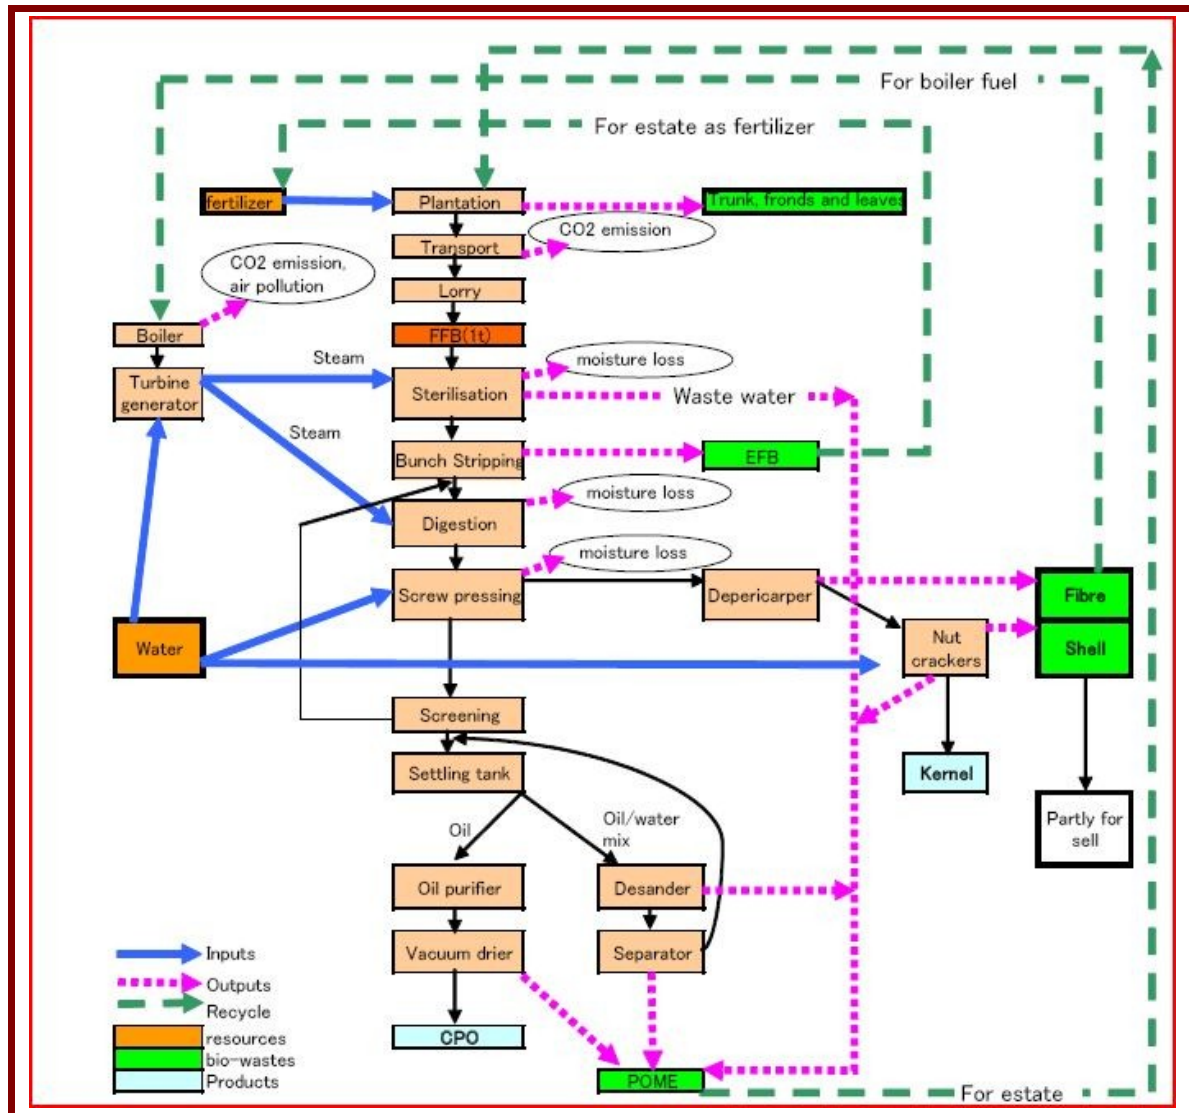 For boiler fuel
For estate as fertilizer
fertilizer
Plantation
Trunk, fronds and leaves
CO2 emission
Transport
CO2 emission,
air pollution
Lorry
Boiler
FFB(1t)
Steam
moisture loss
Turbine
generator
Sterilisation
Waste water
Steam
Bunch Stripping
EFB
moisture loss
Digestion
moisture loss
Screw pressing
Depericarper
Fibre
Water
Nut
crackers
Shell
Screening
Settling tank
Kernel
Oil
Oil/water
mix
Partly for
sell
Oil purifier
Desander
Vacuum drier
Separator
Inputs
Outputs
Recycle
resources
CPO
bio-wastes
Products
POME
For estate